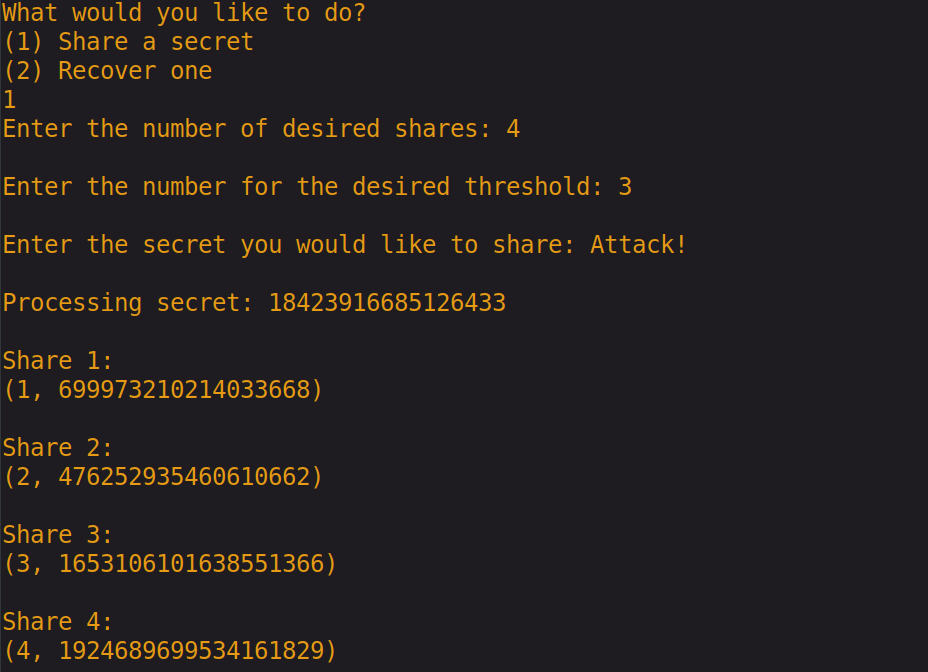 What would you like to do?
(1) Share a secret
(2) Recover one
1
Enter the number of desired shares: 4
Enter the number for the desired threshold: 3
Enter the secret you would like to share: Attack!
Processing secret: 18423916685126433
Share 1:
(1, 699973210214033668)
Share 2:
(2, 476252935460610662)
Share 3:
(3, 1653106101638551366)
Share 4:
(4, 1924689699534161829)